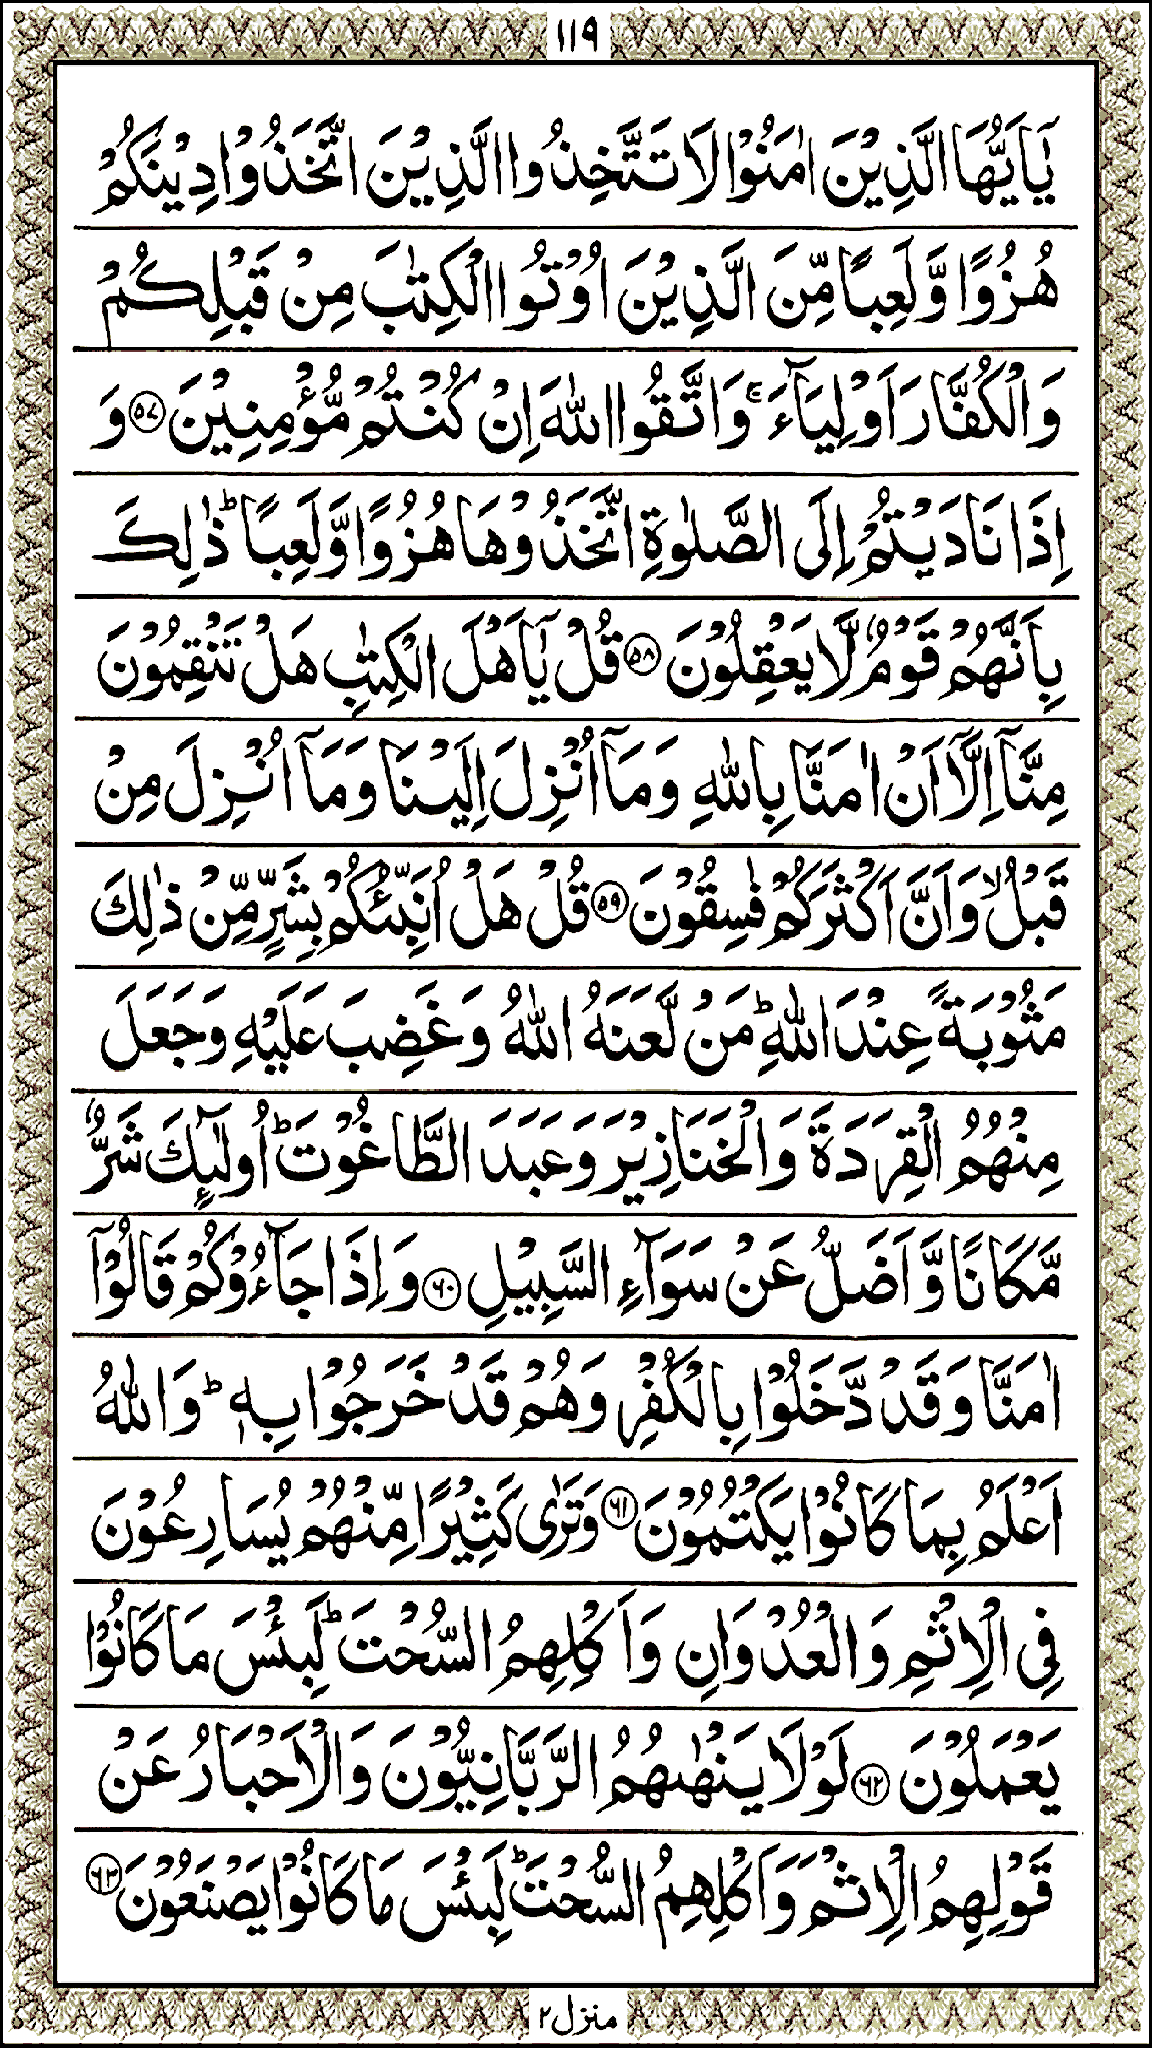 ١١٩
يٰۤاَيُّهَا الَّذِيْنَ اٰمَنُوْا لَا تَتَّخِذُوا الَّذِيْنَ اتَّخَذُوْا دِيْنَكُمْ
هُزُوًا وَّلَعِبًا مِّنَ الَّذِيْنَ اُوْتُوا الْكِتٰبَ مِنْ قَبْلِكُمْ
وَالْكُفَّارَ اَوْلِيَآءَ ۚ وَاتَّقُوا اللّٰهَ اِنْ كُنْتُمْ مُّؤْمِنِيْنَ ﴿٥٧﴾ وَ
اِذَا نَادَيْتُمْ اِلَى الصَّلٰوةِ اتَّخَذُوْهَا هُزُوًا وَّلَعِبًا ؕ ذٰلِكَ
بِاَنَّهُمْ قَوْمٌ لَّا يَعْقِلُوْنَ ﴿٥٨﴾ قُلْ يٰۤاَهْلَ الْكِتٰبِ هَلْ تَنْقِمُوْنَ
مِنَّاۤ اِلَّاۤ اَنْ اٰمَنَّا بِاللّٰهِ وَمَاۤ اُنْزِلَ اِلَيْنَا وَمَاۤ اُنْزِلَ مِنْ
قَبْلُ ۙ وَاَنَّ اَكْثَرَكُمْ فٰسِقُوْنَ ﴿٥٩﴾ قُلْ هَلْ اُنَبِّئُكُمْ بِشَرٍّ مِّنْ ذٰلِكَ
مَثُوْبَةً عِنْدَ اللّٰهِ ؕ مَنْ لَّعَنَهُ اللّٰهُ وَغَضِبَ عَلَيْهِ وَجَعَلَ
مِنْهُمُ الْقِرَدَةَ وَالْخَنَازِيْرَ وَعَبَدَ الطَّاغُوْتَ ؕ اُولٰٓئِكَ شَرٌّ
مَّكَانًا وَّاَضَلُّ عَنْ سَوَآءِ السَّبِيْلِ ﴿٦٠﴾ وَاِذَا جَآءُوْكُمْ قَالُوْۤا
اٰمَنَّا وَقَدْ دَّخَلُوْا بِالْكُفْرِ وَهُمْ قَدْ خَرَجُوْا بِهٖ ؕ وَاللّٰهُ
اَعْلَمُ بِمَا كَانُوْا يَكْتُمُوْنَ ﴿٦١﴾ وَتَرٰى كَثِيْرًا مِّنْهُمْ يُسَارِعُوْنَ
فِى الْاِثْمِ وَالْعُدْوَانِ وَاَكْلِهِمُ السُّحْتَ ؕ لَبِئْسَ مَا كَانُوْا
يَعْمَلُوْنَ ﴿٦٢﴾ لَوْلَا يَنْهٰىهُمُ الرَّبَّانِيُّوْنَ وَالْاَحْبَارُ عَنْ
قَوْلِهِمُ الْاِثْمَ وَاَكْلِهِمُ السُّحْتَ ؕ لَبِئْسَ مَا كَانُوْا يَصْنَعُوْنَ ﴿٦٣﴾
منزل ٢